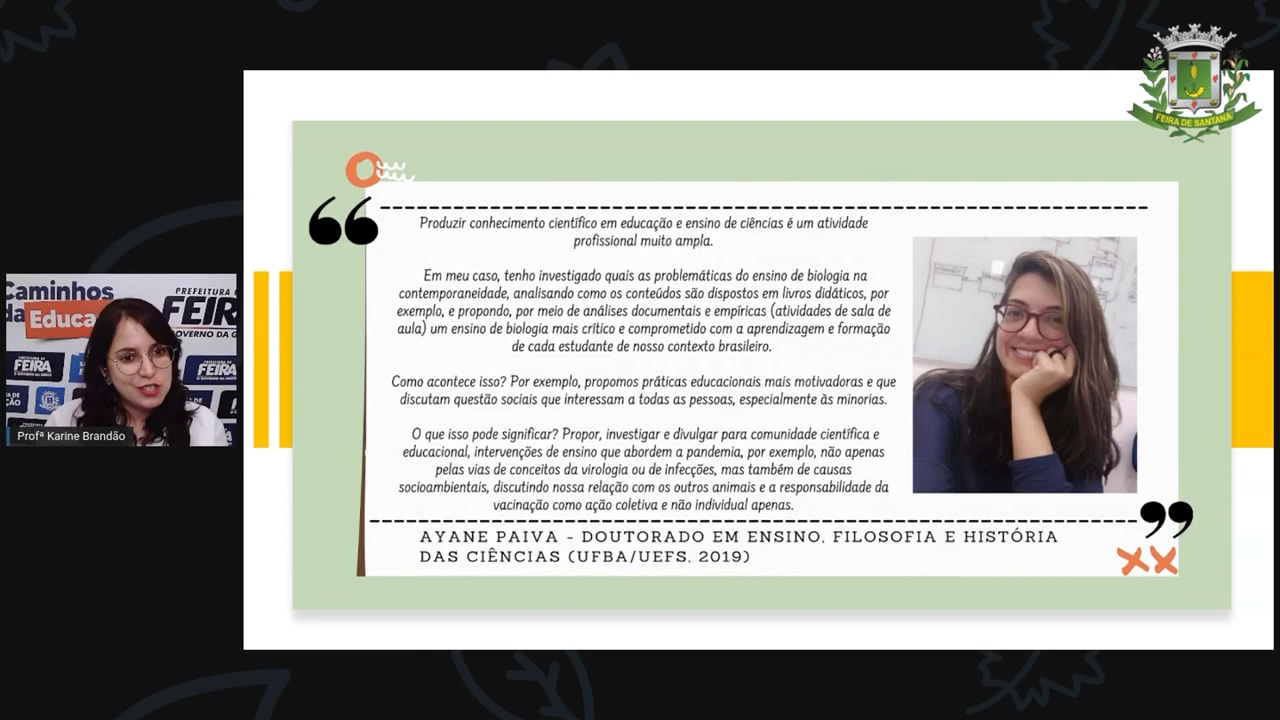 FEIRA DE SANTANA
Produzir conhecimento científico em educação e ensino de ciências é um atividade
profissional muito ampla.
Em meu caso, tenho investigado quais as problemáticas do ensino de biologia na
contemporaneidade, analisando como os conteúdos são dispostos em livros didáticos, por
exemplo, e propondo, por meio de análises documentais e empíricas (atividades de sala de
aula) um ensino de biologia mais crítico e comprometido com a aprendizagem e formação
de cada estudante de nosso contexto brasileiro.
Como acontece isso? Por exemplo, propomos práticas educacionais mais motivadoras e que
discutam questão sociais que interessam a todas as pessoas, especialmente às minorias.
O que isso pode significar? Propor, investigar e divulgar para comunidade científica e
educacional, intervenções de ensino que abordem a pandemia, por exemplo, não apenas
pelas vias de conceitos da virologia ou de infecções, mas também de causas
socioambientais, discutindo nossa relação com os outros animais e a responsabilidade da
vacinação como ação coletiva e não individual apenas.
AYANE PAIVA - DOUTORADO EM ENSINO, FILOSOFIA E HISTÓRIA
DAS CIÊNCIAS (UFBA/UEFS, 2019)
Caminhos
da Educa
PREFEITURA
FEIR
GOVERNO DA
FEIRA
FEIRA
Profª Karine Brandão